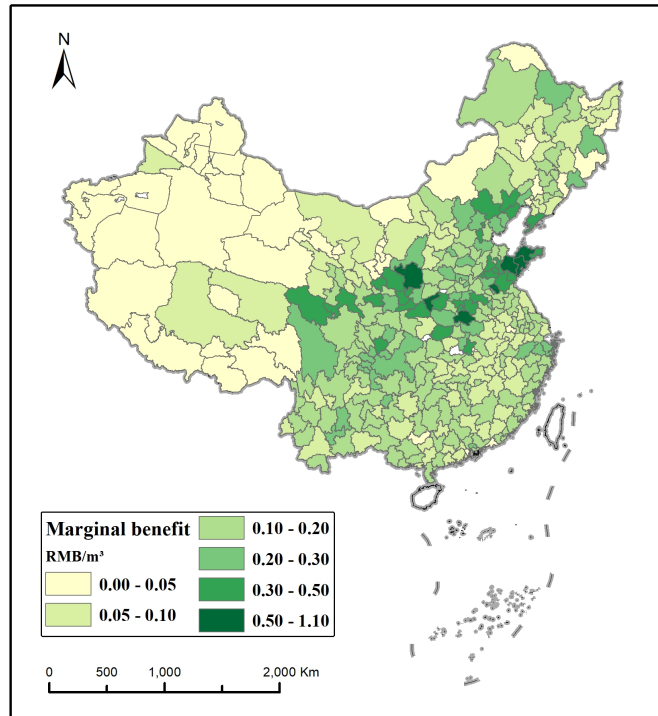 N
Marginal benefit
RMB/m³
0.00 - 0.05
0.05 - 0.10
0.10 - 0.20
0.20 - 0.30
0.30 - 0.50
0.50 - 1.10
0 500 1,000 2,000 Km